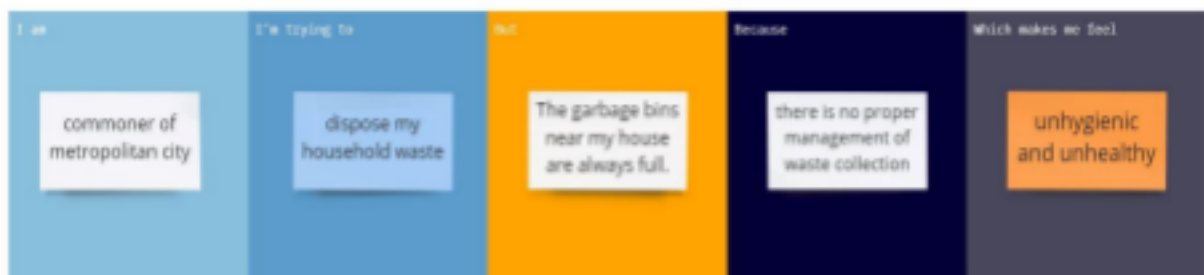 I am
commoner of
metropolitan city
I'm trying to
dispose my
household waste
But
The garbage bins
near my house
are always full.
Because
there is no proper
management of
waste collection
Which makes me feel
unhygienic
and unhealthy